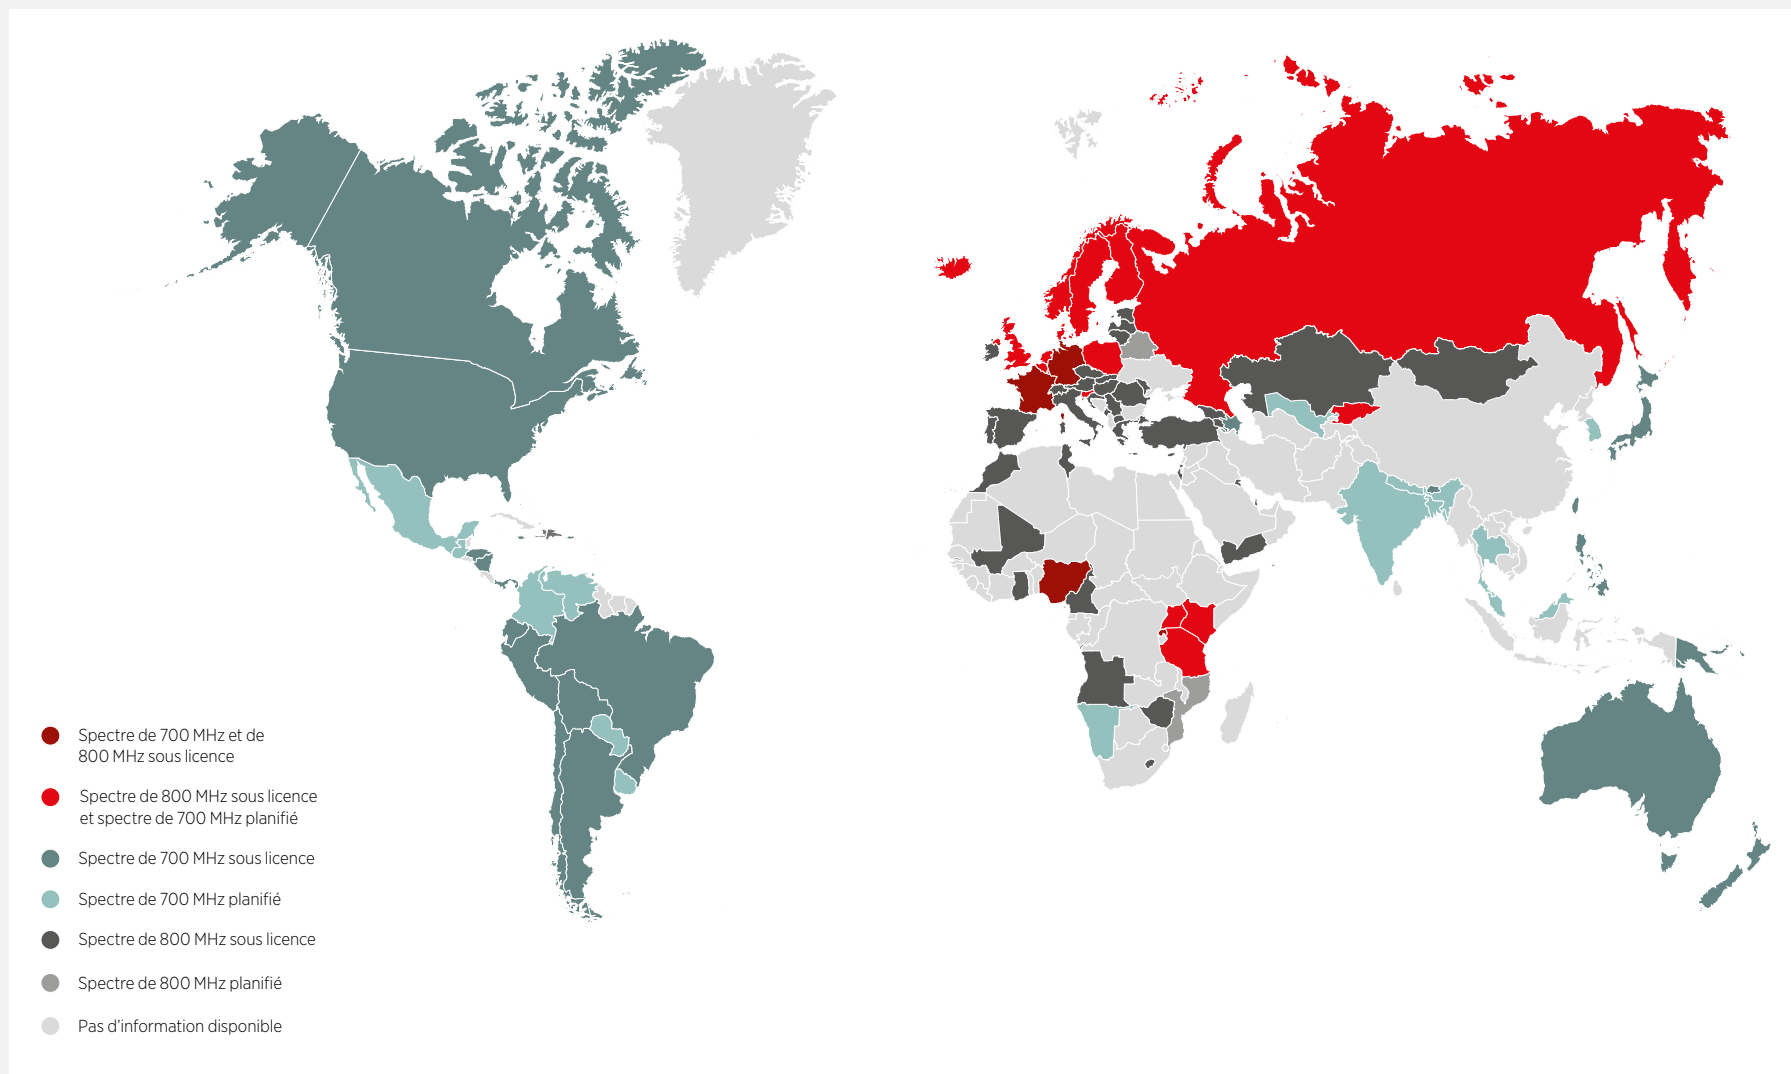 Spectre de 700 MHz et de
800 MHz sous licence
Spectre de 800 MHz sous licence
et spectre de 700 MHz planifié
Spectre de 700 MHz sous licence
Spectre de 700 MHz planifié
Spectre de 800 MHz sous licence
Spectre de 800 MHz planifié
Pas d’information disponible